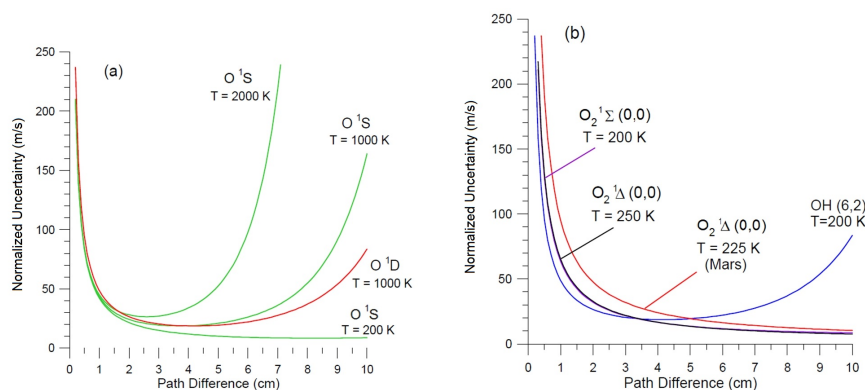 (a)
Normalized Uncertainty (m/s)
250
200
150
100
50
0
O ¹S
T = 2000 K
O ¹S
T = 1000 K
O ¹D
T = 1000 K
O ¹S
T = 200 K
0 1 2 3 4 5 6 7 8 9 10
Path Difference (cm)
(b)
Normalized Uncertainty (m/s)
250
200
150
100
50
0
O₂ ¹Σ (0,0)
T = 200 K
O₂ ¹Δ (0,0)
T = 250 K
O₂ ¹Δ (0,0)
T = 225 K
(Mars)
OH (6,2)
T=200 K
0 1 2 3 4 5 6 7 8 9 10
Path Difference (cm)